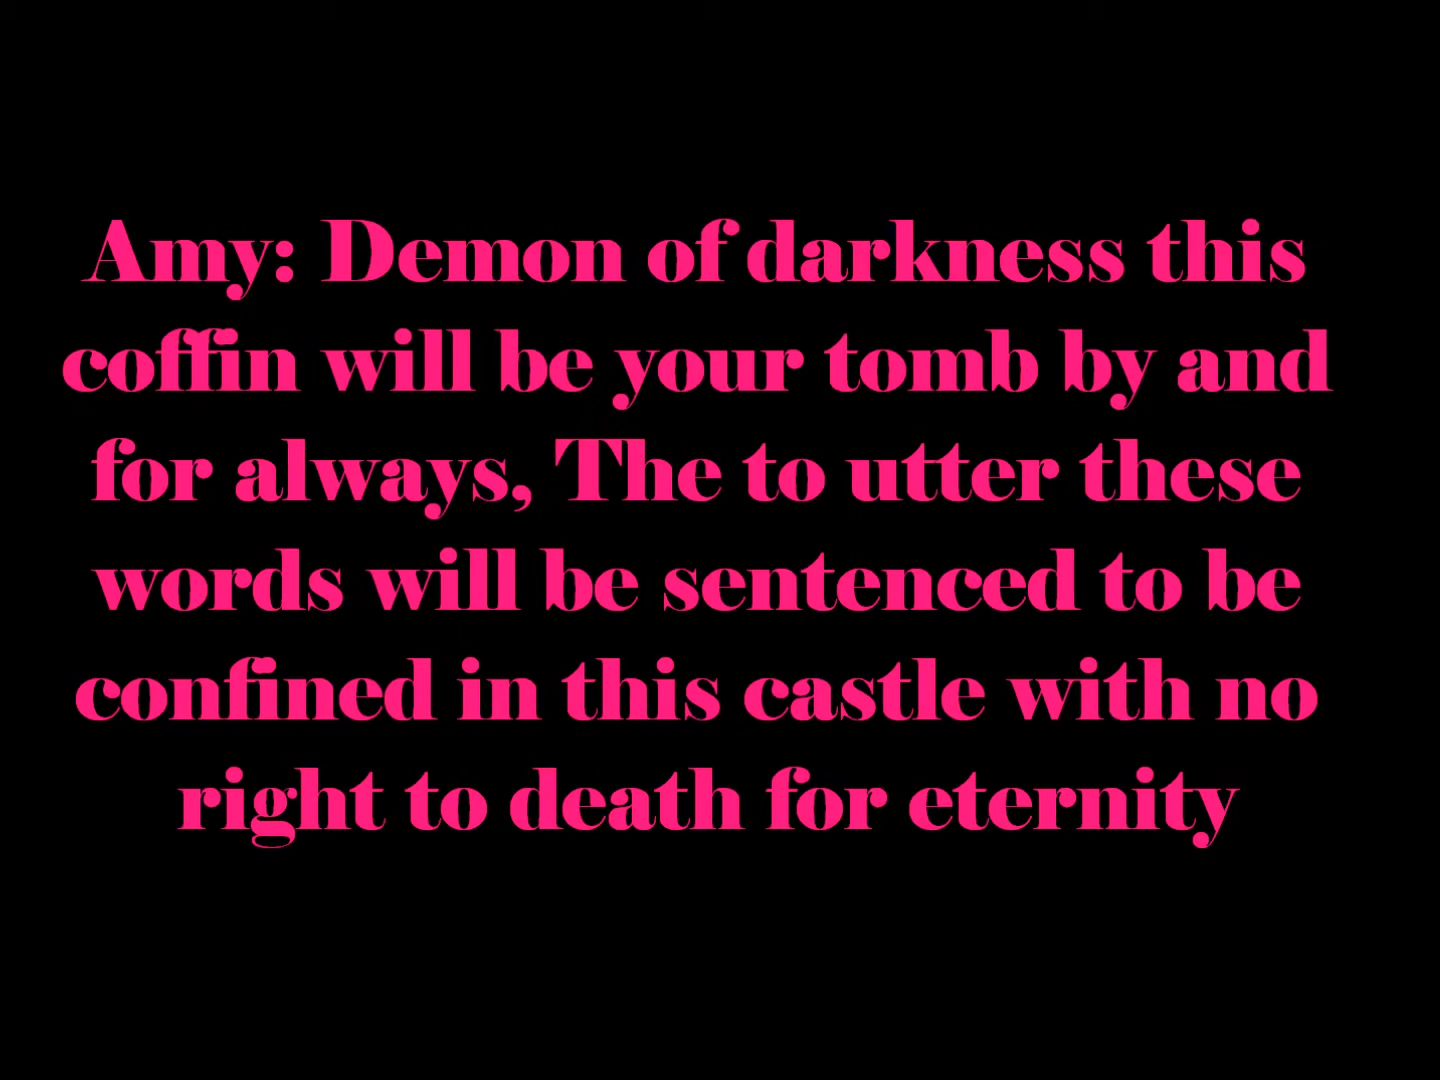 Amy: Demon of darkness this
coffin will be your tomb by and
for always, The to utter these
words will be sentenced to be
confined in this castle with no
right to death for eternity